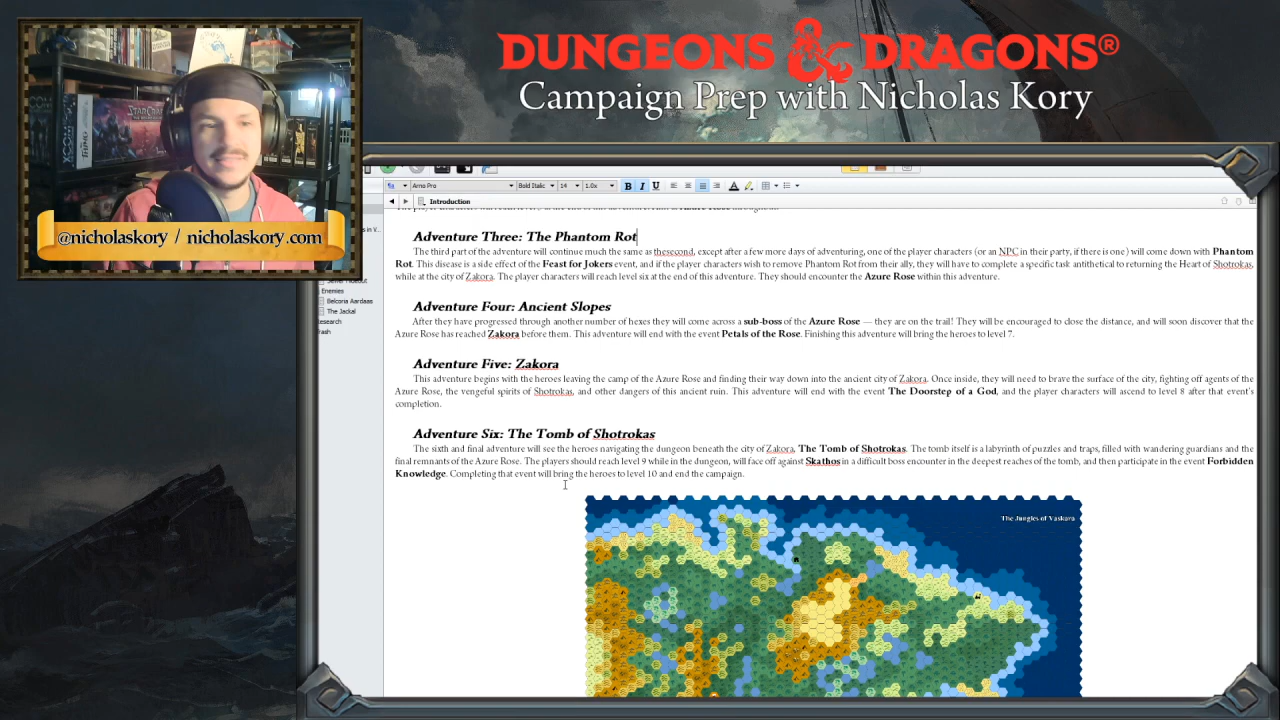 DUNGEONS & DRAGONS®
Campaign Prep with Nicholas Kory
STARCRAFT
XCOM
@nicholaskory / nicholaskory.com
Arno Pro
Bold Italic
14
1.0x
B I U A
Introduction
Adventure Three: The Phantom Rot
The third part of the adventure will continue much the same as thesecond, except after a few more days of adventuring, one of the player characters (or an NPC in their party, if there is one) will come down with Phantom
Rot. This disease is a side effect of the Feast for Jokers event, and if the player characters wish to remove Phantom Rot from their ally, they will have to complete a specific task antithetical to returning the Heart of Shotrokas,
while at the city of Zakora. The player characters will reach level six at the end of this adventure. They should encounter the Azure Rose within this adventure.
Enemies
Belcoria Aardaas
The Jackal
Research
Trash
Adventure Four: Ancient Slopes
After they have progressed through another number of hexes they will come across a sub-boss of the Azure Rose — they are on the trail! They will be encouraged to close the distance, and will soon discover that the
Azure Rose has reached Zakora before them. This adventure will end with the event Petals of the Rose. Finishing this adventure will bring the heroes to level 7.
Adventure Five: Zakora
This adventure begins with the heroes leaving the camp of the Azure Rose and finding their way down into the ancient city of Zakora. Once inside, they will need to brave the surface of the city, fighting off agents of the
Azure Rose, the vengeful spirits of Shotrokas, and other dangers of this ancient ruin. This adventure will end with the event The Doorstep of a God, and the player characters will ascend to level 8 after that event's
completion.
Adventure Six: The Tomb of Shotrokas
The sixth and final adventure will see the heroes navigating the dungeon beneath the city of Zakora, The Tomb of Shotrokas. The tomb itself is a labyrinth of puzzles and traps, filled with wandering guardians and the
final remnants of the Azure Rose. The players should reach level 9 while in the dungeon, will face off against Skathos in a difficult boss encounter in the deepest reaches of the tomb, and then participate in the event Forbidden
Knowledge. Completing that event will bring the heroes to level 10 and end the campaign.
The Jungles of Vaskara